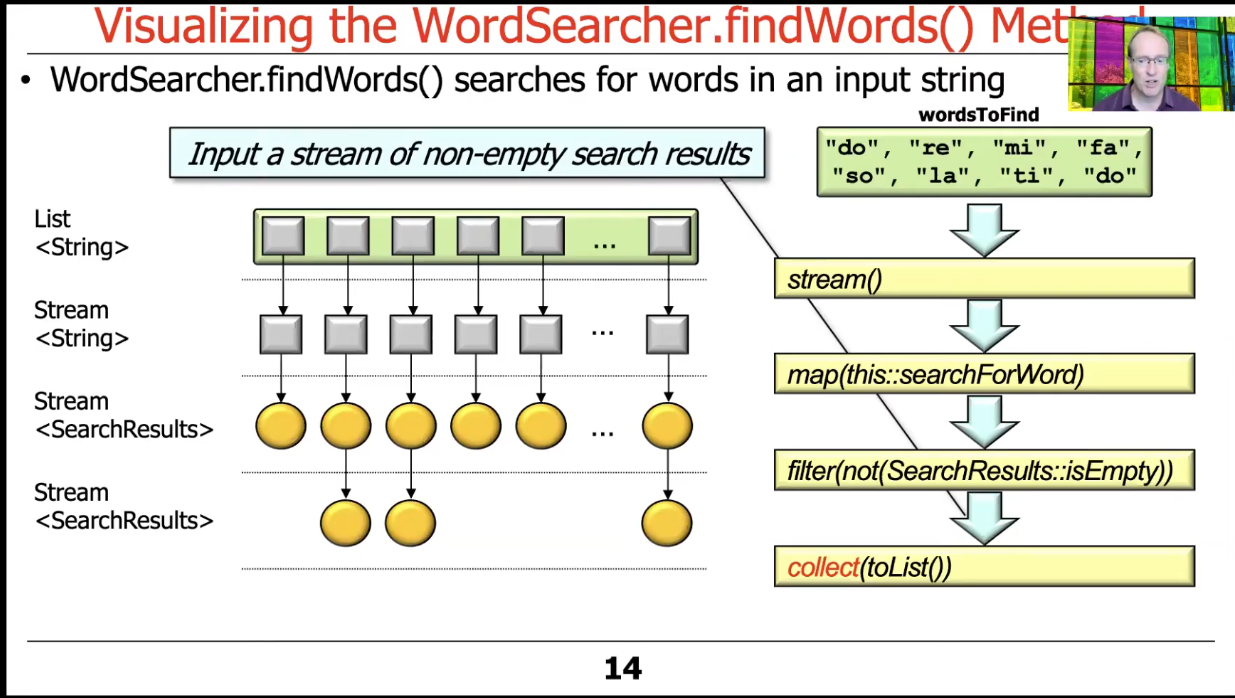 Visualizing the WordSearcher.findWords() Met
• WordSearcher.findWords() searches for words in an input string
wordsToFind
Input a stream of non-empty search results
"do", "re", "mi", "fa",
"so", "la", "ti", "do"
List
<String>
...
stream()
Stream
<String>
...
map(this::searchForWord)
Stream
<SearchResults>
...
filter(not(SearchResults::isEmpty))
Stream
<SearchResults>
collect(toList())
14